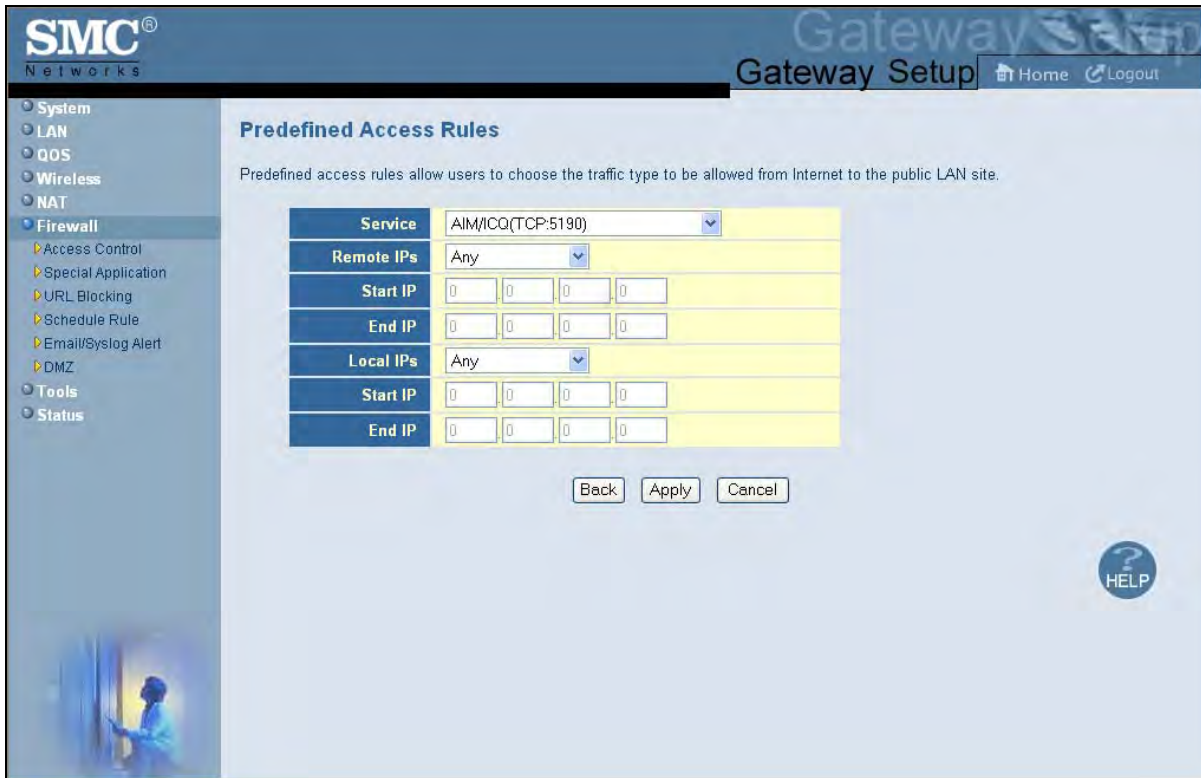 SMC®
Networks
Gateway Setup
Gateway Setup
Home
Logout
System
LAN
QOS
Wireless
NAT
Firewall
Access Control
Special Application
URL Blocking
Schedule Rule
Email/Syslog Alert
DMZ
Tools
Status
Predefined Access Rules
Predefined access rules allow users to choose the traffic type to be allowed from Internet to the public LAN site.
Service AIM/ICQ(TCP:5190)
Remote IPs Any
Start IP 0 . 0 . 0 . 0
End IP 0 . 0 . 0 . 0
Local IPs Any
Start IP 0 . 0 . 0 . 0
End IP 0 . 0 . 0 . 0
Back Apply Cancel
?
HELP